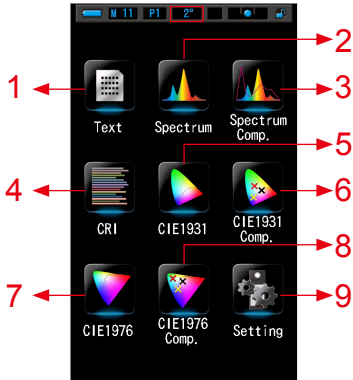 M 11 P1 2°
2
1 3
Text Spectrum Spectrum
Comp.
5
4 6
CRI CIE1931 CIE1931
Comp.
8
7 9
CIE1976 CIE1976 Setting
Comp.